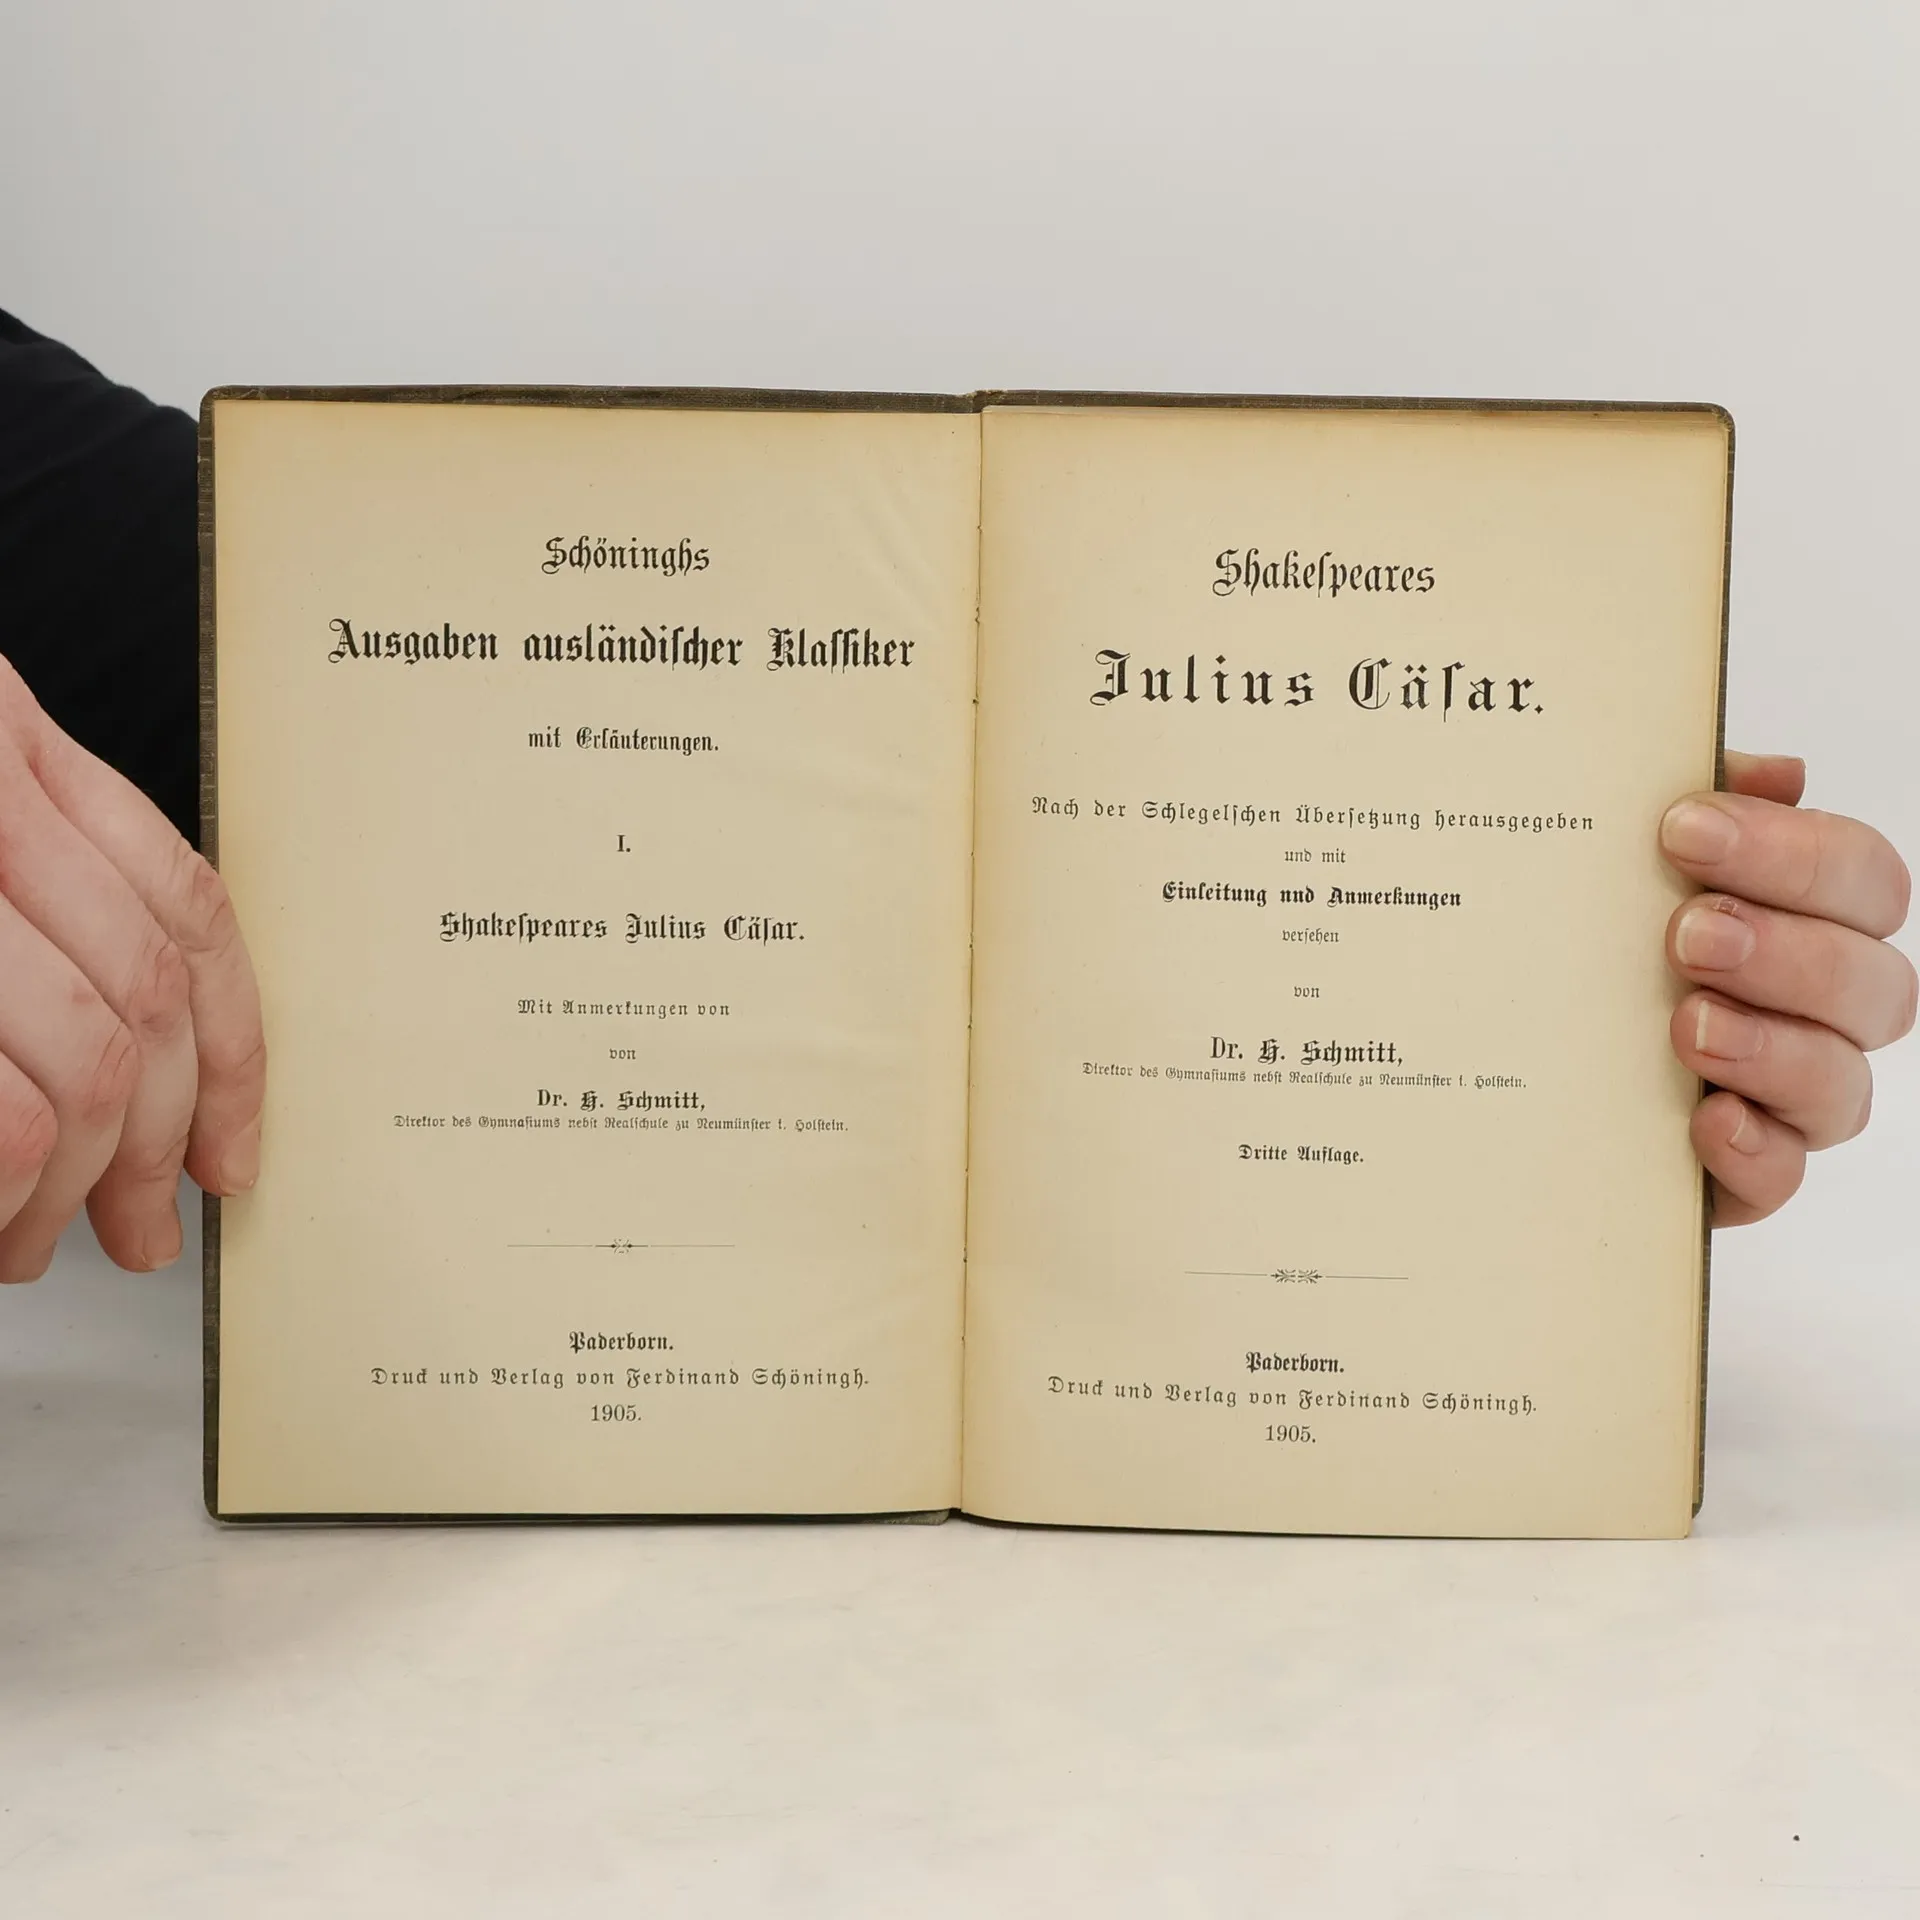 Schöninghs
Ausgaben ausländiſcher Klaſſiker
mit Erläuterungen.
I.
Shakeſpeares Julius Cäſar.
Mit Anmerkungen von
von
Dr. H. Schmitt,
Direktor des Gymnaſiums nebſt Realſchule zu Neumünſter i. Holſtein.
Paderborn.
Druck und Verlag von Ferdinand Schöningh.
1905.
Shakeſpeares
Julius Cäſar.
Nach der Schlegelſchen Überſetzung herausgegeben
und mit
Einleitung und Anmerkungen
verſehen
von
Dr. H. Schmitt,
Direktor des Gymnaſiums nebſt Realſchule zu Neumünſter i. Holſtein.
Dritte Auflage.
Paderborn.
Druck und Verlag von Ferdinand Schöningh.
1905.